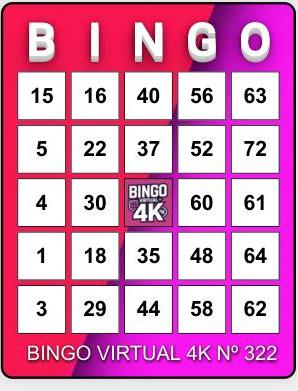 B I N G O
15 16 40 56 63
5 22 37 52 72
4 30 BINGO VIRTUAL 4K 60 61
1 18 35 48 64
3 29 44 58 62
BINGO VIRTUAL 4K Nº 322